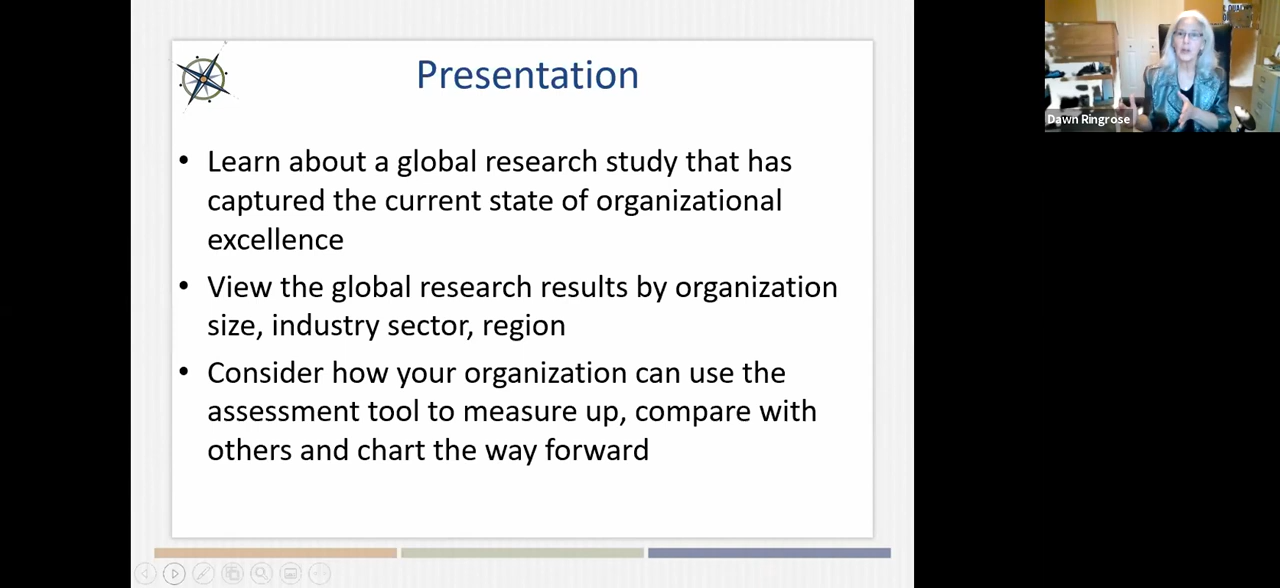 Presentation
• Learn about a global research study that has
captured the current state of organizational
excellence
• View the global research results by organization
size, industry sector, region
• Consider how your organization can use the
assessment tool to measure up, compare with
others and chart the way forward
Dawn Ringrose